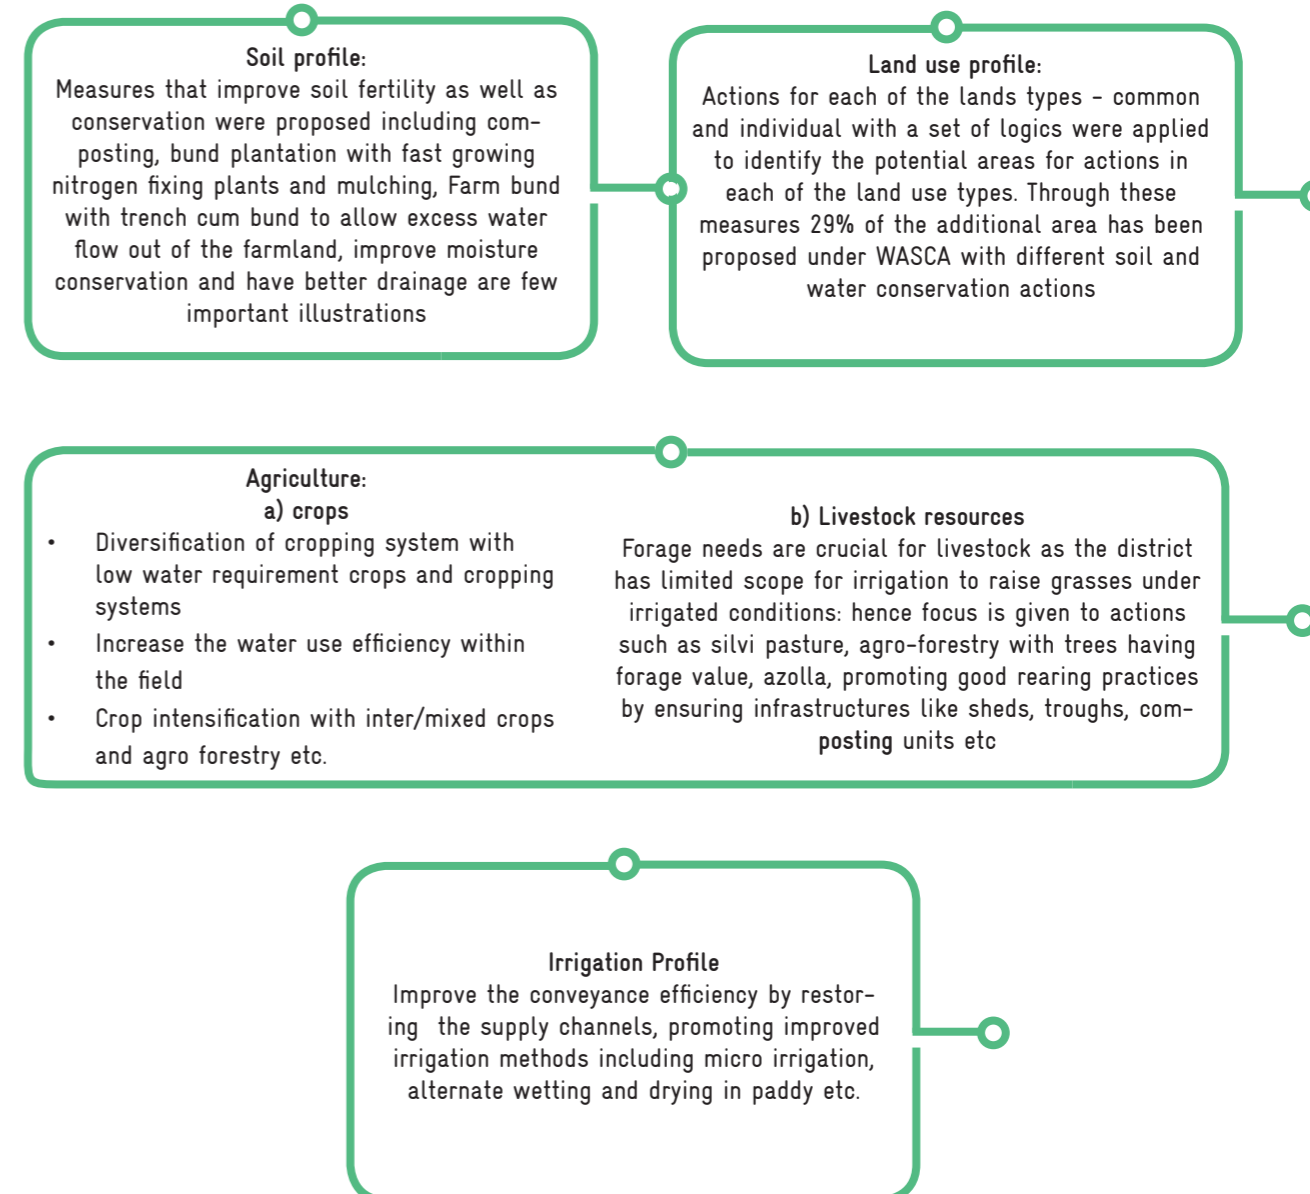 Soil profile:
Measures that improve soil fertility as well as
conservation were proposed including com-
posting, bund plantation with fast growing
nitrogen fixing plants and mulching, Farm bund
with trench cum bund to allow excess water
flow out of the farmland, improve moisture
conservation and have better drainage are few
important illustrations
Land use profile:
Actions for each of the lands types - common
and individual with a set of logics were applied
to identify the potential areas for actions in
each of the land use types. Through these
measures 29% of the additional area has been
proposed under WASCA with different soil and
water conservation actions
Agriculture:
a) crops
• Diversification of cropping system with
low water requirement crops and cropping
systems
• Increase the water use efficiency within
the field
• Crop intensification with inter/mixed crops
and agro forestry etc.
b) Livestock resources
Forage needs are crucial for livestock as the district
has limited scope for irrigation to raise grasses under
irrigated conditions: hence focus is given to actions
such as silvi pasture, agro-forestry with trees having
forage value, azolla, promoting good rearing practices
by ensuring infrastructures like sheds, troughs, com-
posting units etc
Irrigation Profile
Improve the conveyance efficiency by restor-
ing the supply channels, promoting improved
irrigation methods including micro irrigation,
alternate wetting and drying in paddy etc.